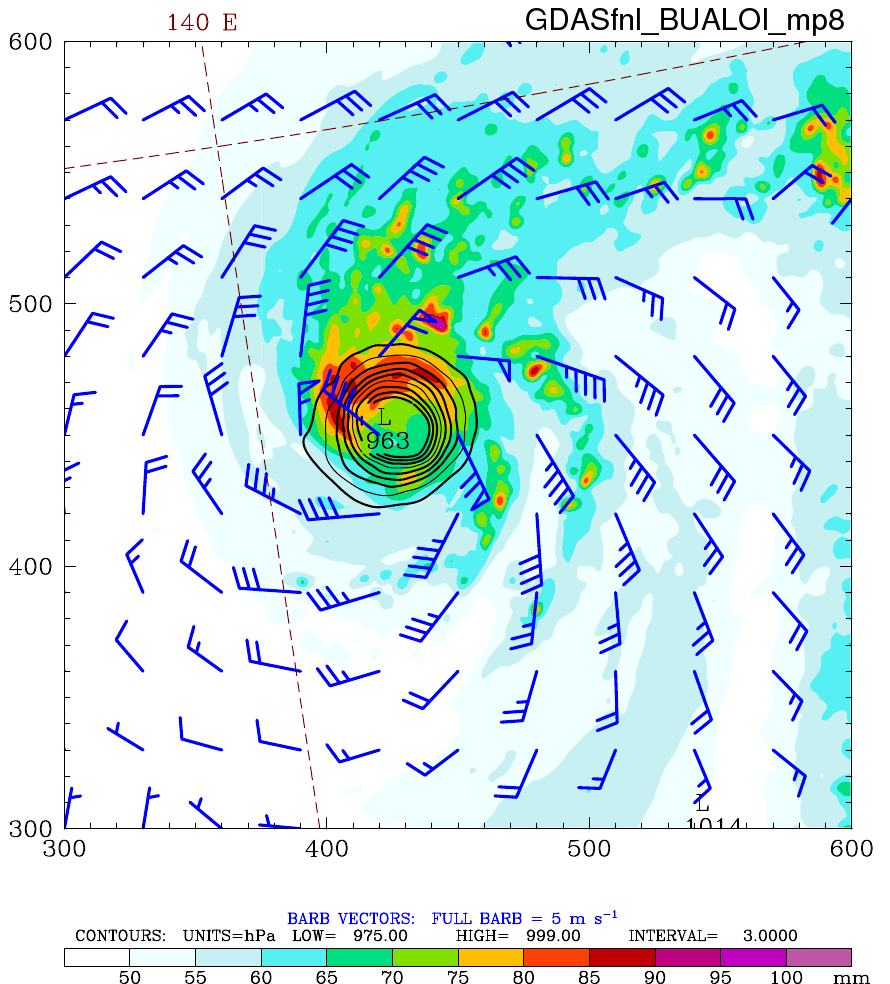 140 E
GDASfnl_BUALOI_mp8
600
500
L
963
400
L
1014
300
300
400
500
600
BARB VECTORS: FULL BARB = 5 m s⁻¹
CONTOURS: UNITS=hPa LOW= 975.00 HIGH= 999.00 INTERVAL= 3.0000
50 55 60 65 70 75 80 85 90 95 100 mm